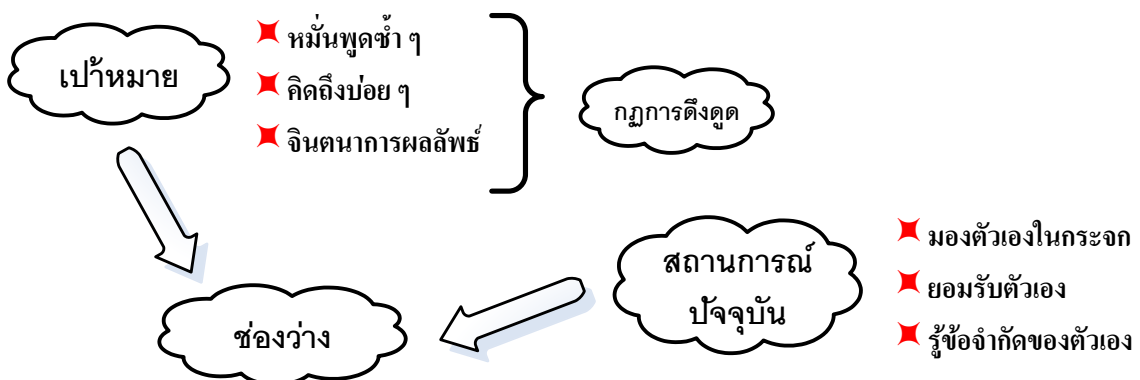 เป้าหมาย
หมั่นพูดซ้ำ ๆ
คิดถึงบ่อย ๆ
จินตนาการผลลัพธ์
กฏการดึงดูด
สถานการณ์
ปัจจุบัน
มองตัวเองในกระจก
ยอมรับตัวเอง
รู้ข้อจำกัดของตัวเอง
ช่องว่าง